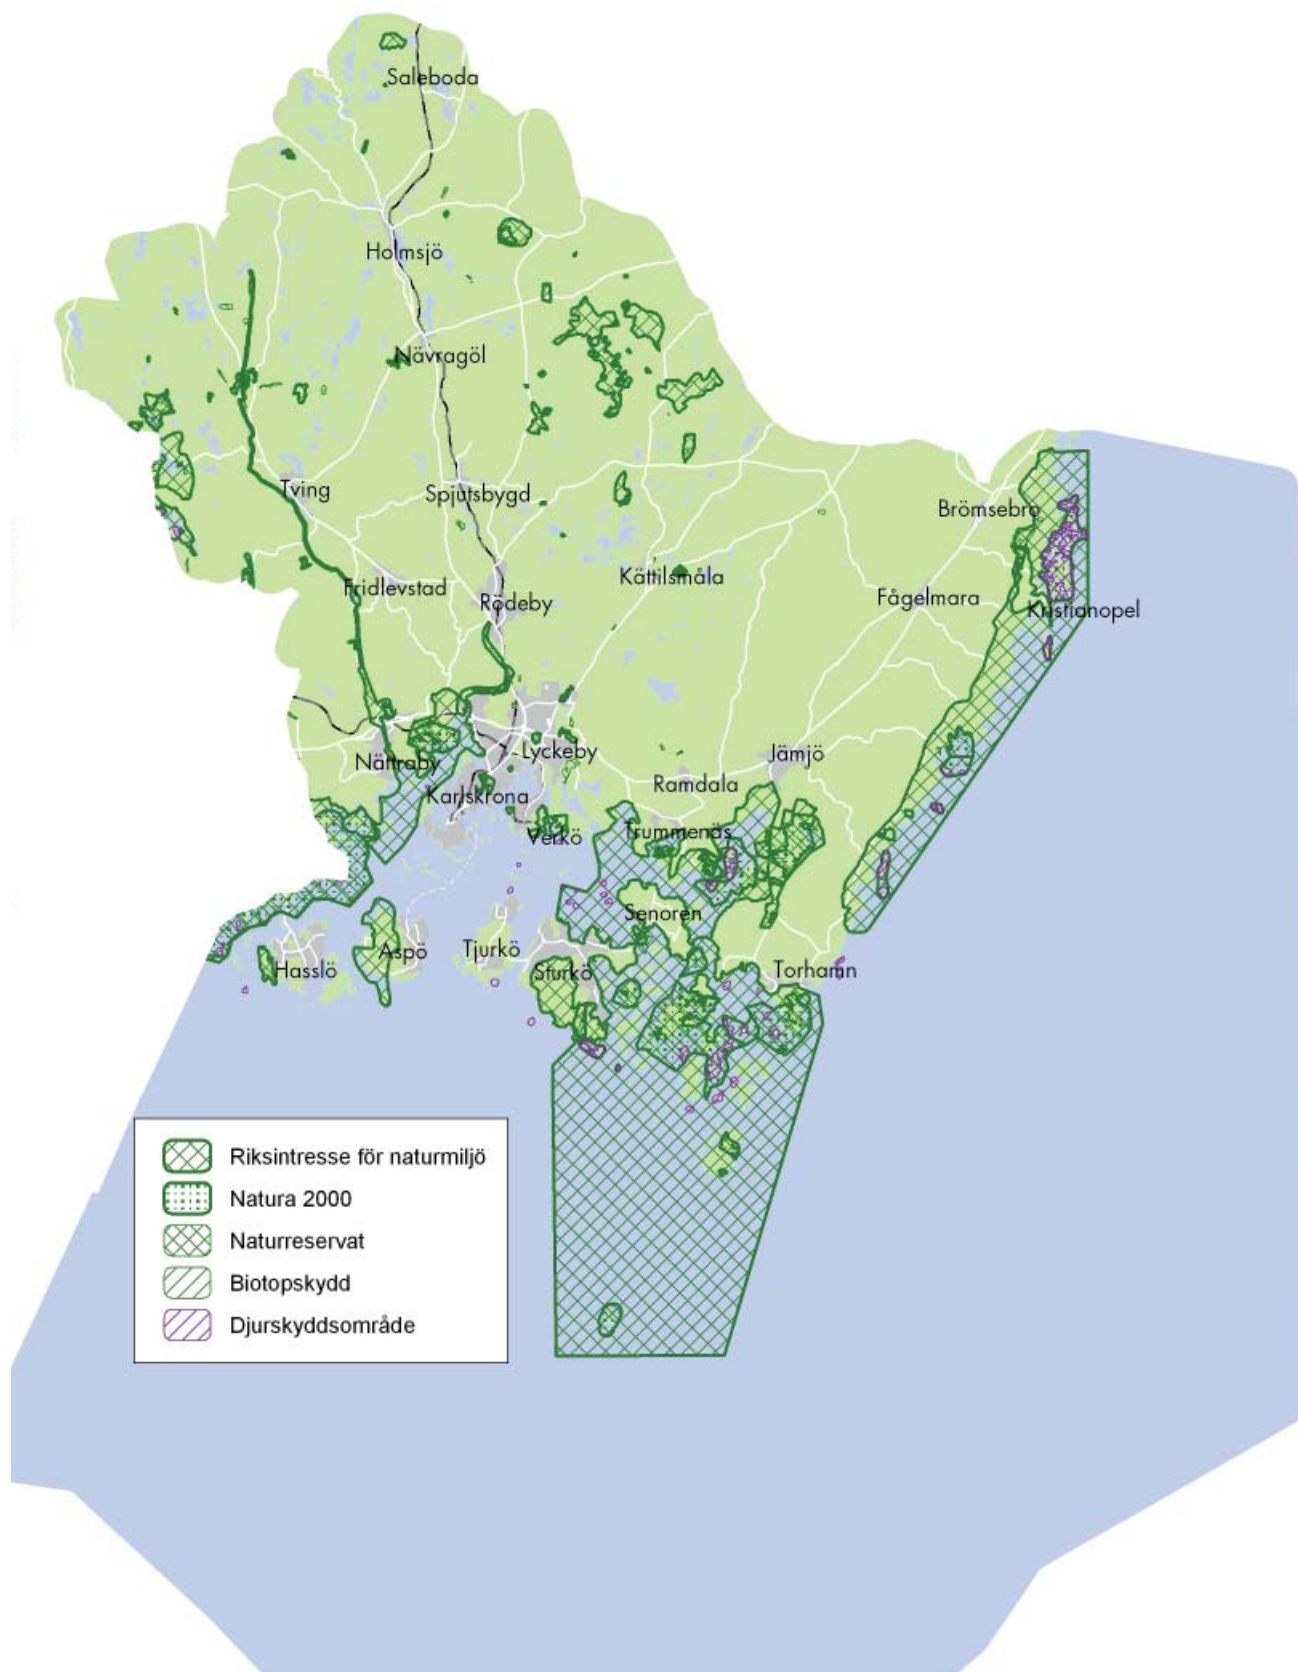 Saleboda
Holmsjö
Nävragöl
Tving
Spjutsbygd
Brömsebro
Kättilsmåla
Fridlevstad
Rödeby
Fågelmara
Kristianopel
Lyckeby
Jämjö
Nättraby
Ramdala
Karlskrona
Verkö
Trummenäs
Senoren
Aspö
Tjurkö
Hasslö
Sturkö
Torhamn
Riksintresse för naturmiljö
Natura 2000
Naturreservat
Biotopskydd
Djurskyddsområde